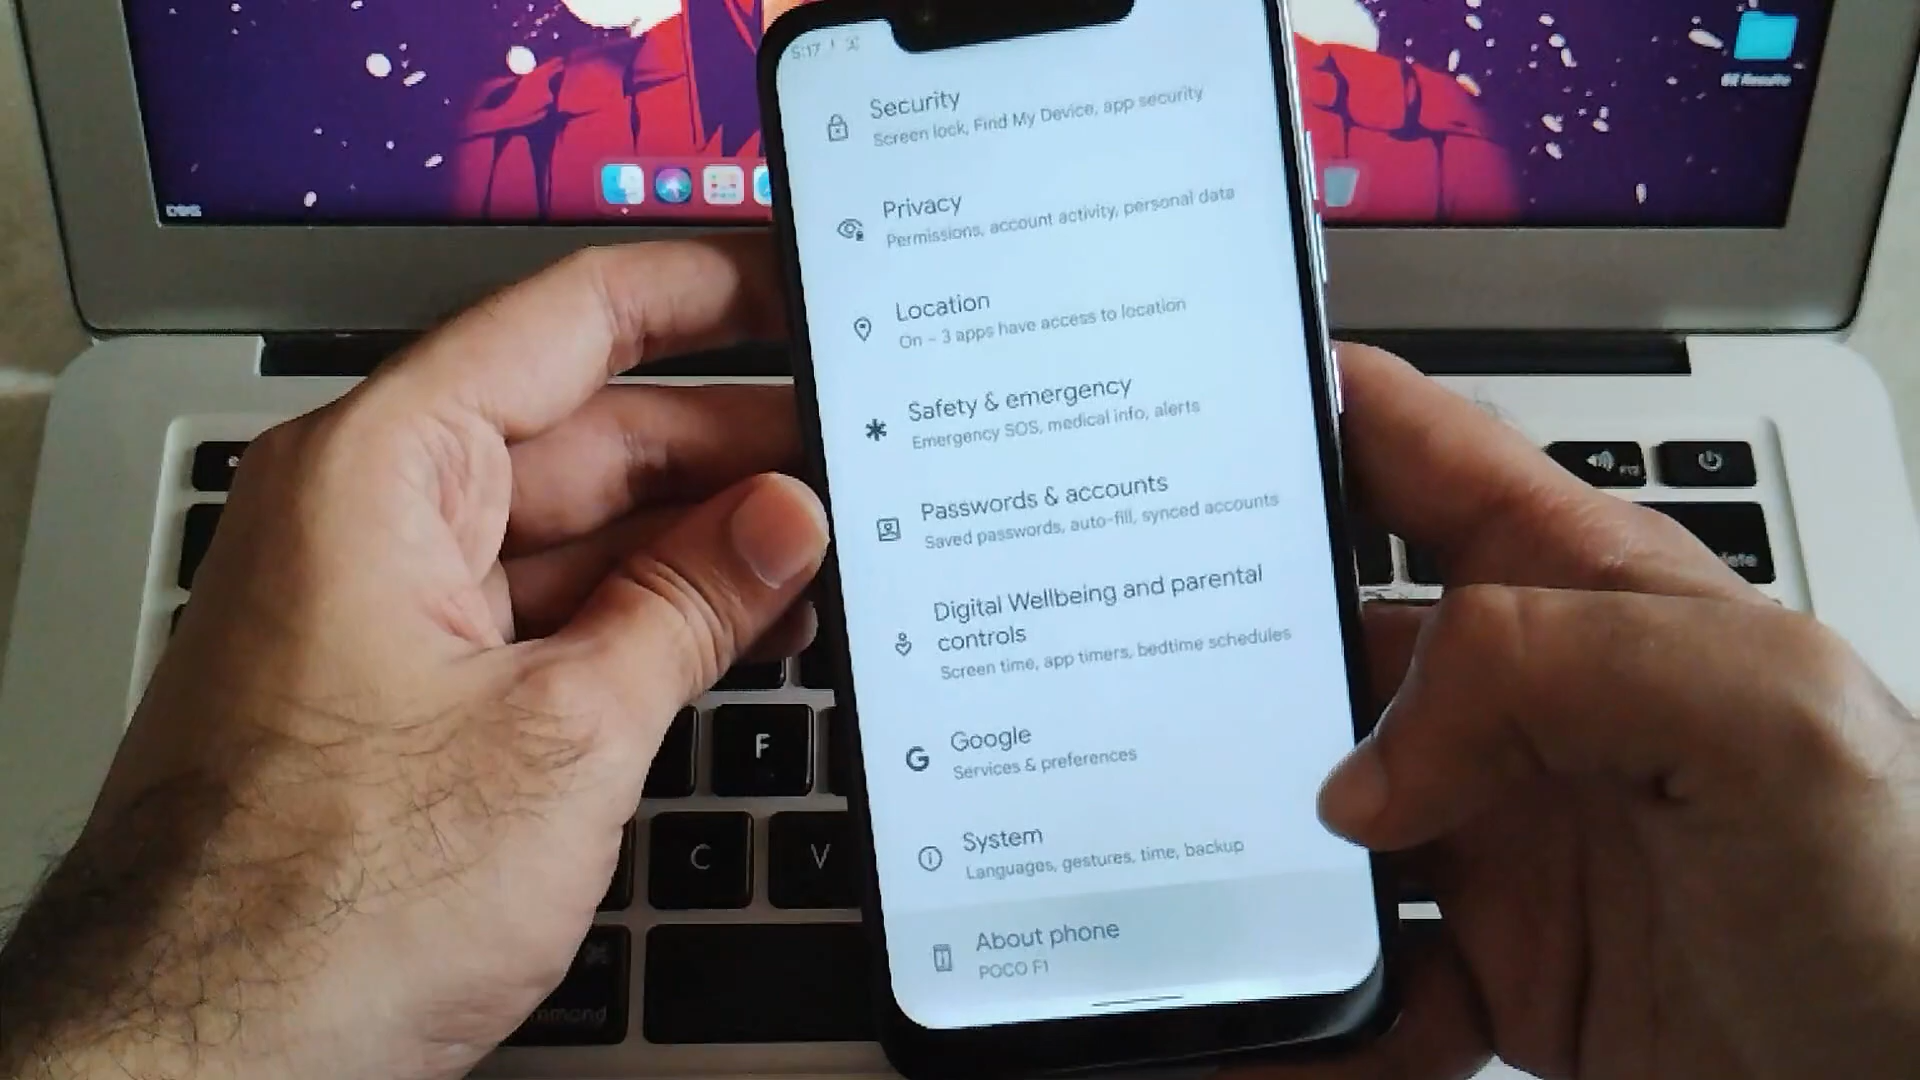 5:17
Security
Screen lock, Find My Device, app security
Privacy
Permissions, account activity, personal data
Location
On – 3 apps have access to location
Safety & emergency
Emergency SOS, medical info, alerts
Passwords & accounts
Saved passwords, auto-fill, synced accounts
Digital Wellbeing and parental
controls
Screen time, app timers, bedtime schedules
G Google
Services & preferences
System
Languages, gestures, time, backup
About phone
POCO F1
F
C
V